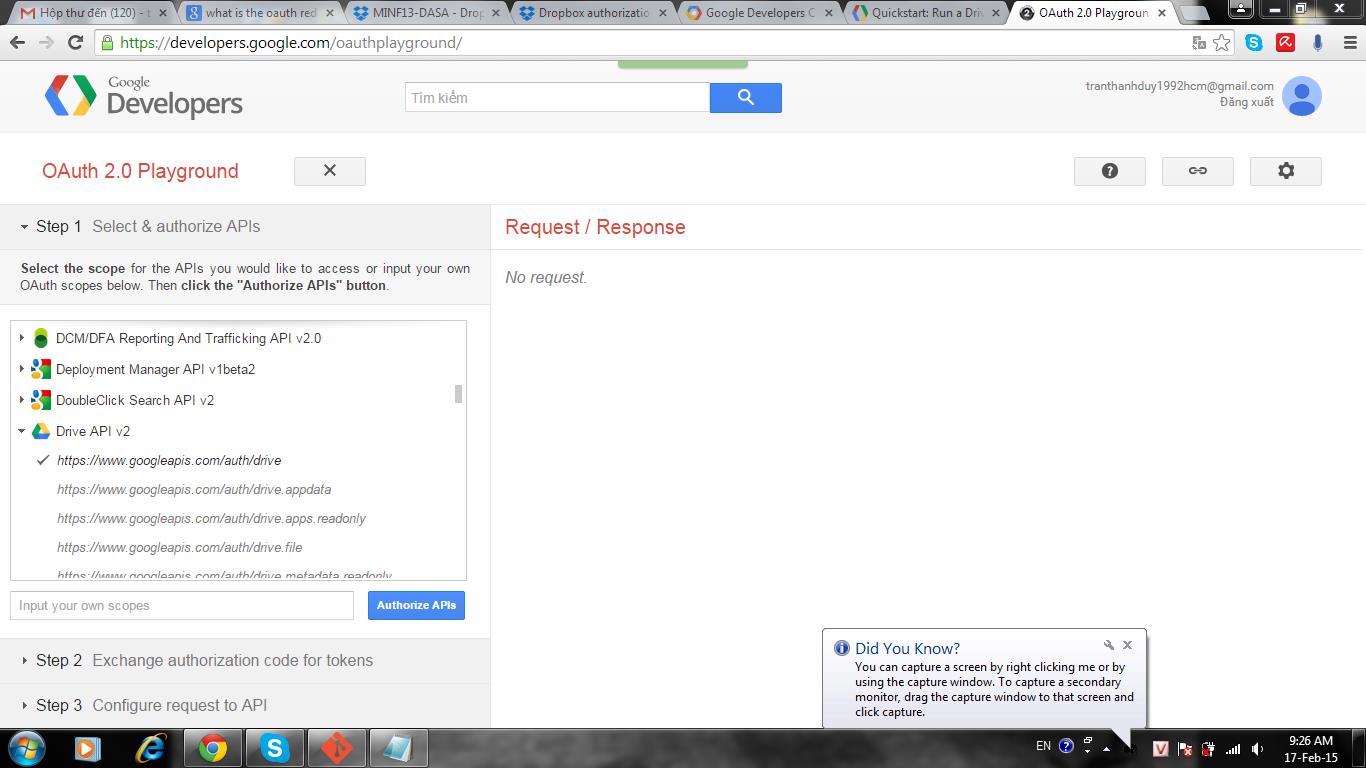 Hộp thư đến (120) - t
what is the oauth red
MINF13-DASA - Drop
Dropbox authorizatio
Google Developers C
Quickstart: Run a Driv
OAuth 2.0 Playgroun
https://developers.google.com/oauthplayground/
Google
Developers
Tìm kiếm
tranthanhduy1992hcm@gmail.com
Đăng xuất
OAuth 2.0 Playground
Step 1 Select & authorize APIs
Request / Response
Select the scope for the APIs you would like to access or input your own
OAuth scopes below. Then click the "Authorize APIs" button.
No request.
DCM/DFA Reporting And Trafficking API v2.0
Deployment Manager API v1beta2
DoubleClick Search API v2
Drive API v2
https://www.googleapis.com/auth/drive
https://www.googleapis.com/auth/drive.appdata
https://www.googleapis.com/auth/drive.apps.readonly
https://www.googleapis.com/auth/drive.file
https://www.googleapis.com/auth/drive.metadata.readonly
Input your own scopes
Authorize APIs
Step 2 Exchange authorization code for tokens
Step 3 Configure request to API
Did You Know?
You can capture a screen by right clicking me or by
using the capture window. To capture a secondary
monitor, drag the capture window to that screen and
click capture.
EN
9:26 AM
17-Feb-15